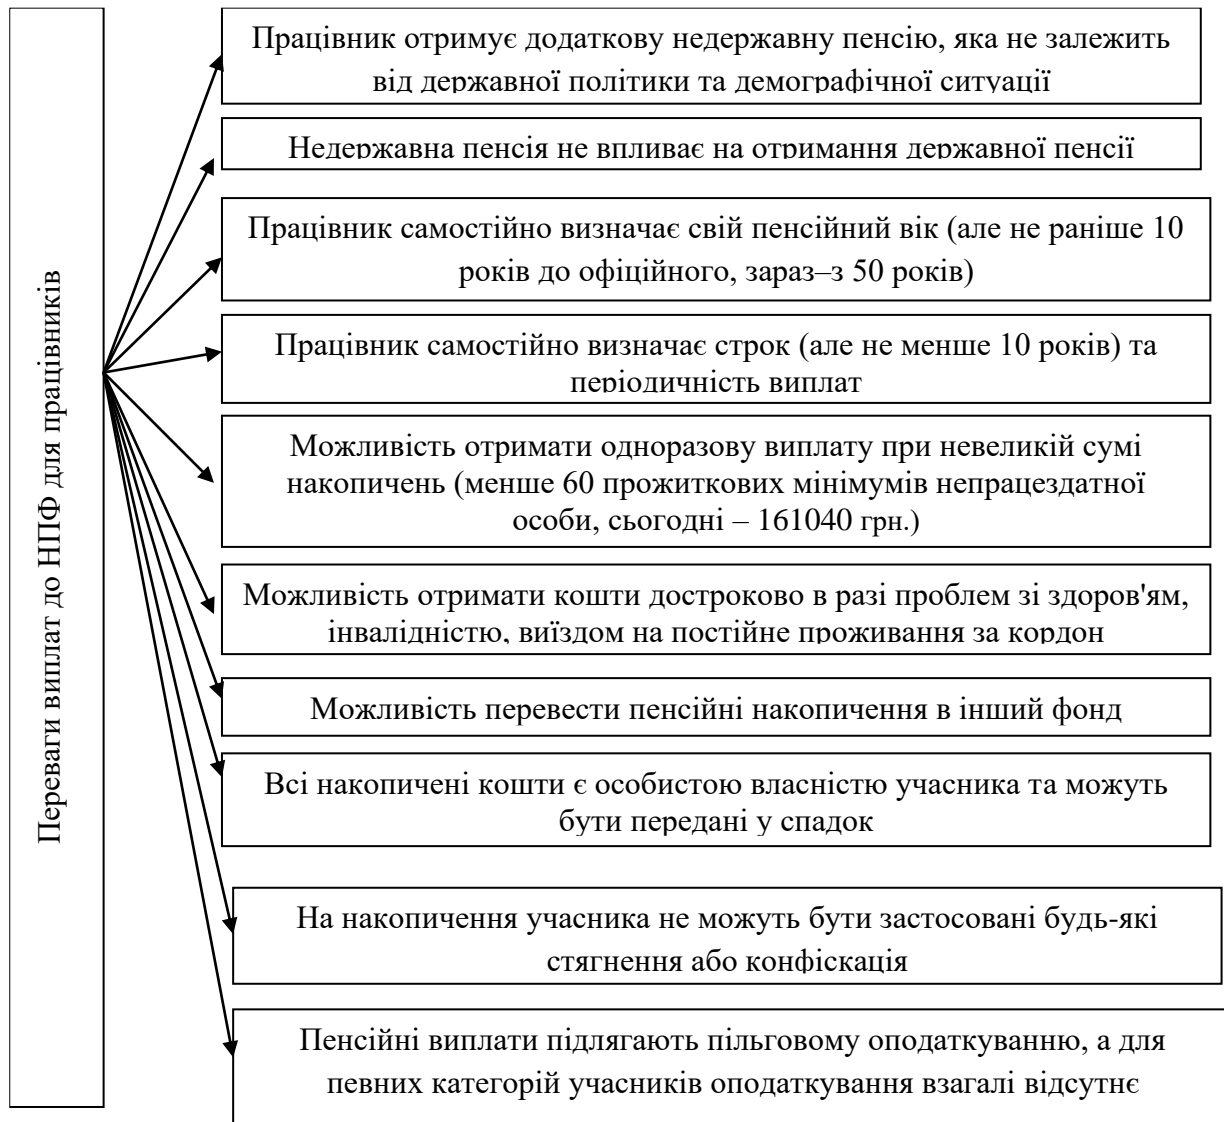 Переваги виплат до НПФ для працівників
Працівник отримує додаткову недержавну пенсію, яка не залежить
від державної політики та демографічної ситуації
Недержавна пенсія не впливає на отримання державної пенсії
Працівник самостійно визначає свій пенсійний вік (але не раніше 10
років до офіційного, зараз–з 50 років)
Працівник самостійно визначає строк (але не менше 10 років) та
періодичність виплат
Можливість отримати одноразову виплату при невеликій сумі
накопичень (менше 60 прожиткових мінімумів непрацездатної
особи, сьогодні – 161040 грн.)
Можливість отримати кошти достроково в разі проблем зі здоров'ям,
інвалідністю, виїздом на постійне проживання за кордон
Можливість перевести пенсійні накопичення в інший фонд
Всі накопичені кошти є особистою власністю учасника та можуть
бути передані у спадок
На накопичення учасника не можуть бути застосовані будь-які
стягнення або конфіскація
Пенсійні виплати підлягають пільговому оподаткуванню, а для
певних категорій учасників оподаткування взагалі відсутнє